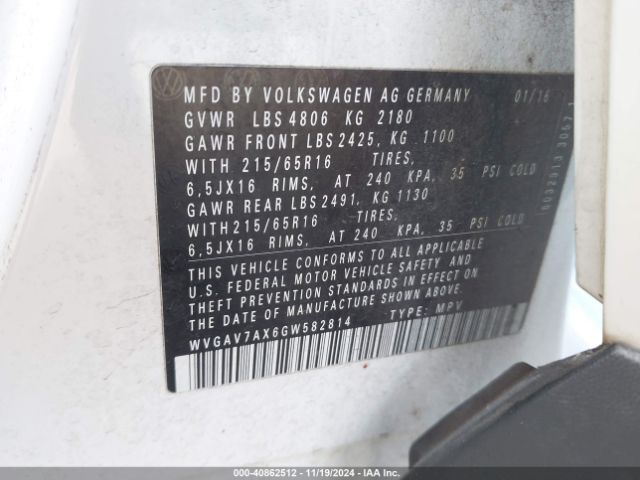 MFD BY VOLKSWAGEN AG GERMANY 01/16
GVWR LBS 4806 KG 2180
GAWR FRONT LBS 2425, KG 1100
WITH 215/65R16 TIRES,
6,5JX16 RIMS, AT 240 KPA, 35 PSI COLD
GAWR REAR LBS 2491, KG 1130
WITH 215/65R16 TIRES,
6,5JX16 RIMS, AT 240 KPA, 35 PSI COLD
THIS VEHICLE CONFORMS TO ALL APPLICABLE
U.S. FEDERAL MOTOR VEHICLE SAFETY AND
THEFT PREVENTION STANDARDS IN EFFECT ON
THE DATE OF MANUFACTURE SHOWN ABOVE.
WVGAV7AX6GW582814 TYPE: MPV
000-40862512 - 11/19/2024 - IAA Inc.